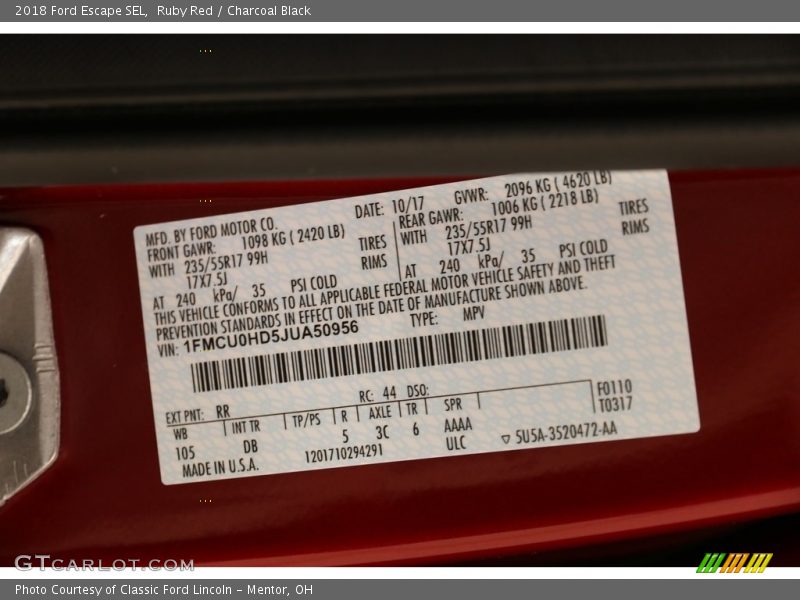 2018 Ford Escape SEL, Ruby Red / Charcoal Black
MFD. BY FORD MOTOR CO. DATE: 10/17 GVWR: 2096 KG ( 4620 LB)
FRONT GAWR: 1098 KG ( 2420 LB) REAR GAWR: 1006 KG ( 2218 LB)
WITH 235/55R17 99H TIRES WITH 235/55R17 99H TIRES
17X7.5J RIMS 17X7.5J RIMS
AT 240 kPa/ 35 PSI COLD AT 240 kPa/ 35 PSI COLD
THIS VEHICLE CONFORMS TO ALL APPLICABLE FEDERAL MOTOR VEHICLE SAFETY AND THEFT
PREVENTION STANDARDS IN EFFECT ON THE DATE OF MANUFACTURE SHOWN ABOVE.
VIN: 1FMCU0HD5JUA50956 TYPE: MPV
EXT PNT: RR RC: 44 DSO: F0110
WB INT TR TP/PS R AXLE TR SPR T0317
105 DB 5 3C 6 AAAA
MADE IN U.S.A. 1201710294291 ULC ▽ 5U5A-3520472-AA
GTCARLOT.COM
Photo Courtesy of Classic Ford Lincoln - Mentor, OH